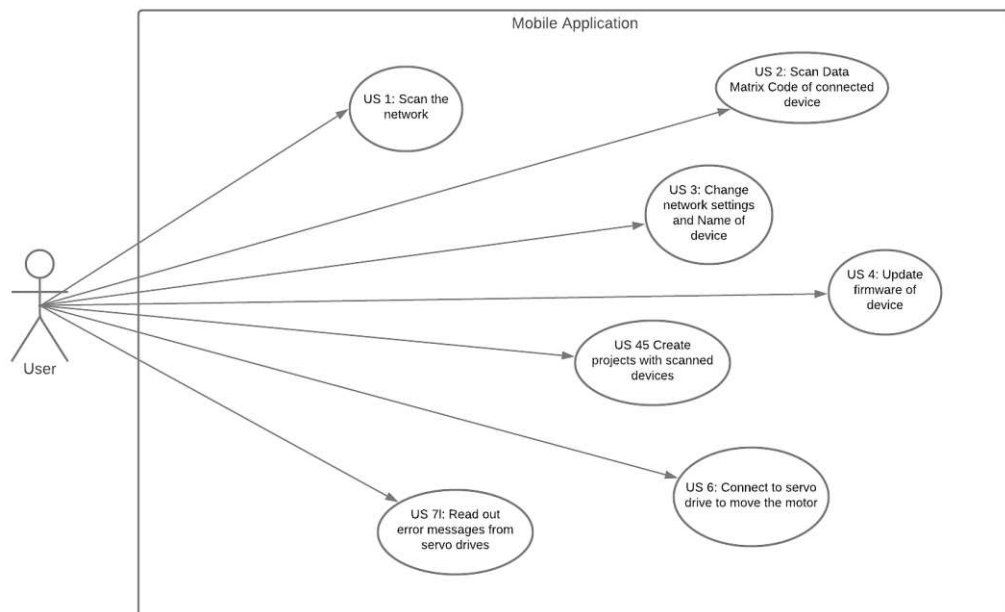 Mobile Application
US 1: Scan the
network
US 2: Scan Data
Matrix Code of connected
device
US 3: Change
network settings
and Name of
device
US 4: Update
firmware of
device
User
US 45 Create
projects with scanned
devices
US 6: Connect to servo
drive to move the motor
US 7l: Read out
error messages from
servo drives